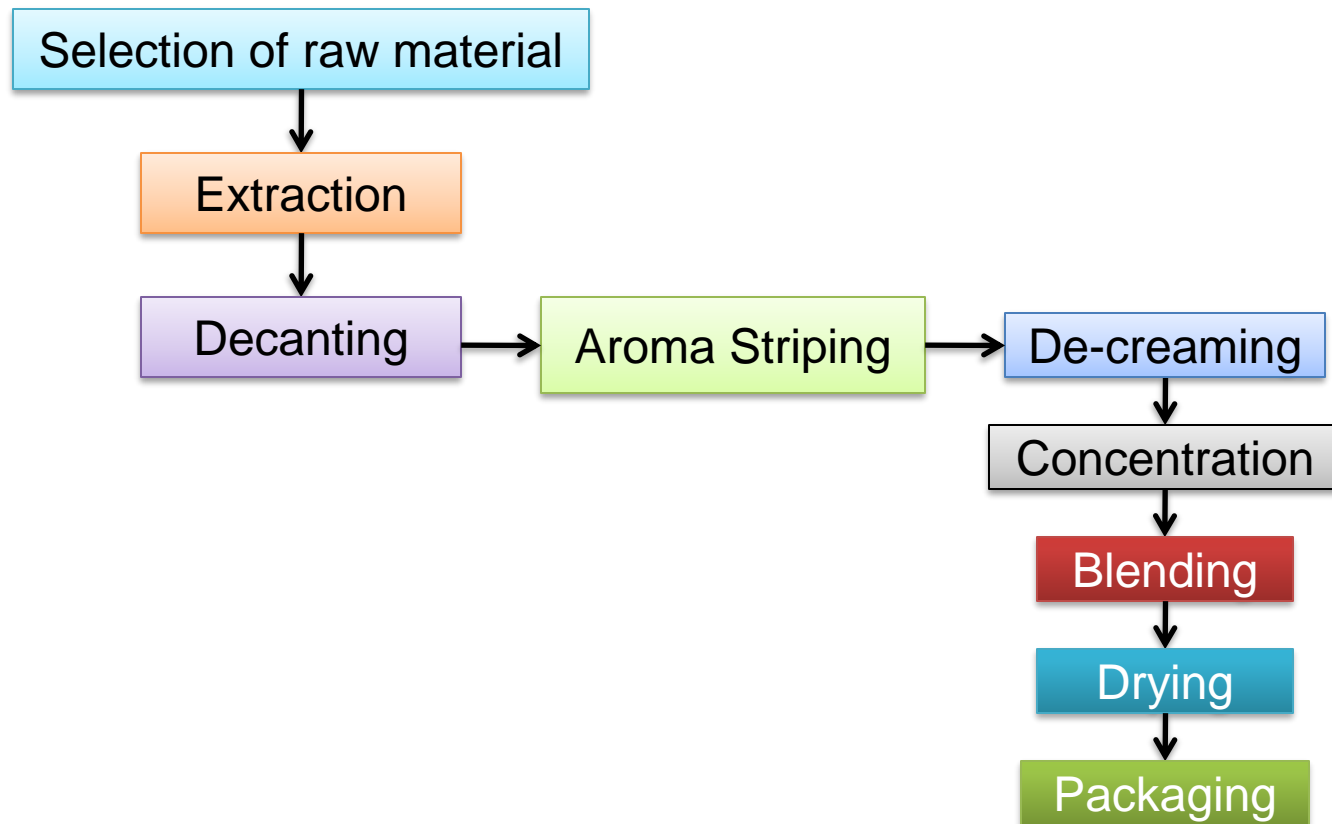 Selection of raw material
Extraction
Decanting
Aroma Striping
De-creaming
Concentration
Blending
Drying
Packaging